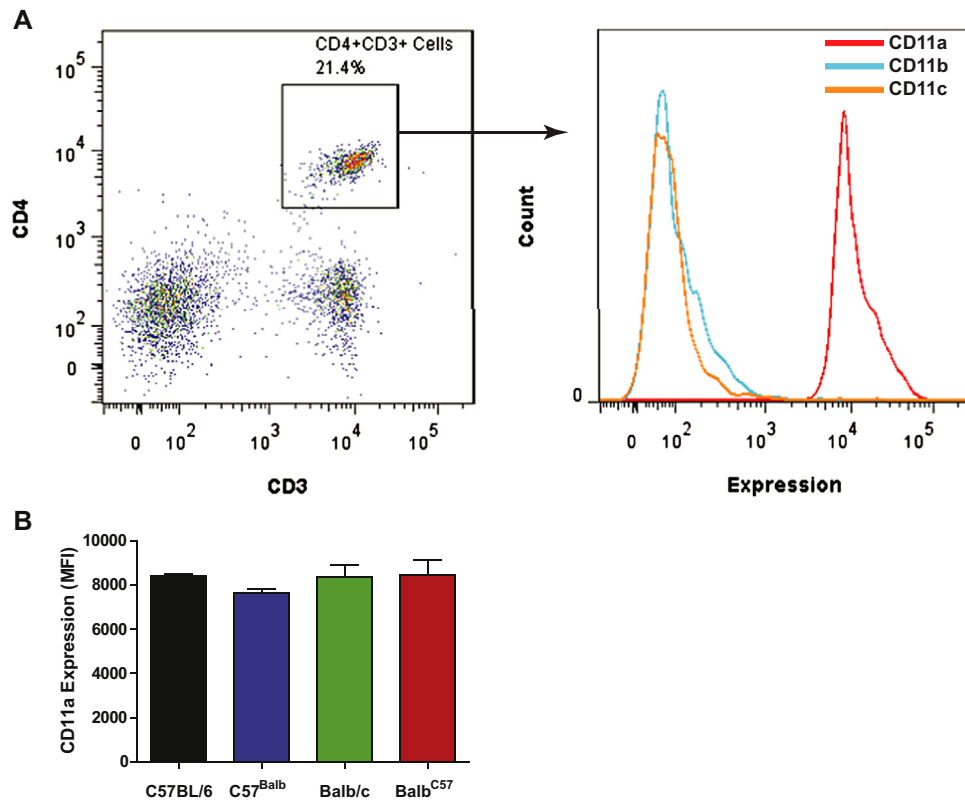 A
CD4+CD3+ Cells
21.4%
CD4
10^5
10^4
10^3
10^2
0
0 10^2 10^3 10^4 10^5
CD3
CD11a
CD11b
CD11c
Count
0
0 10^2 10^3 10^4 10^5
Expression
B
CD11a Expression (MFI)
10000
8000
6000
4000
2000
0
C57BL/6 C57^Balb Balb/c Balb^C57